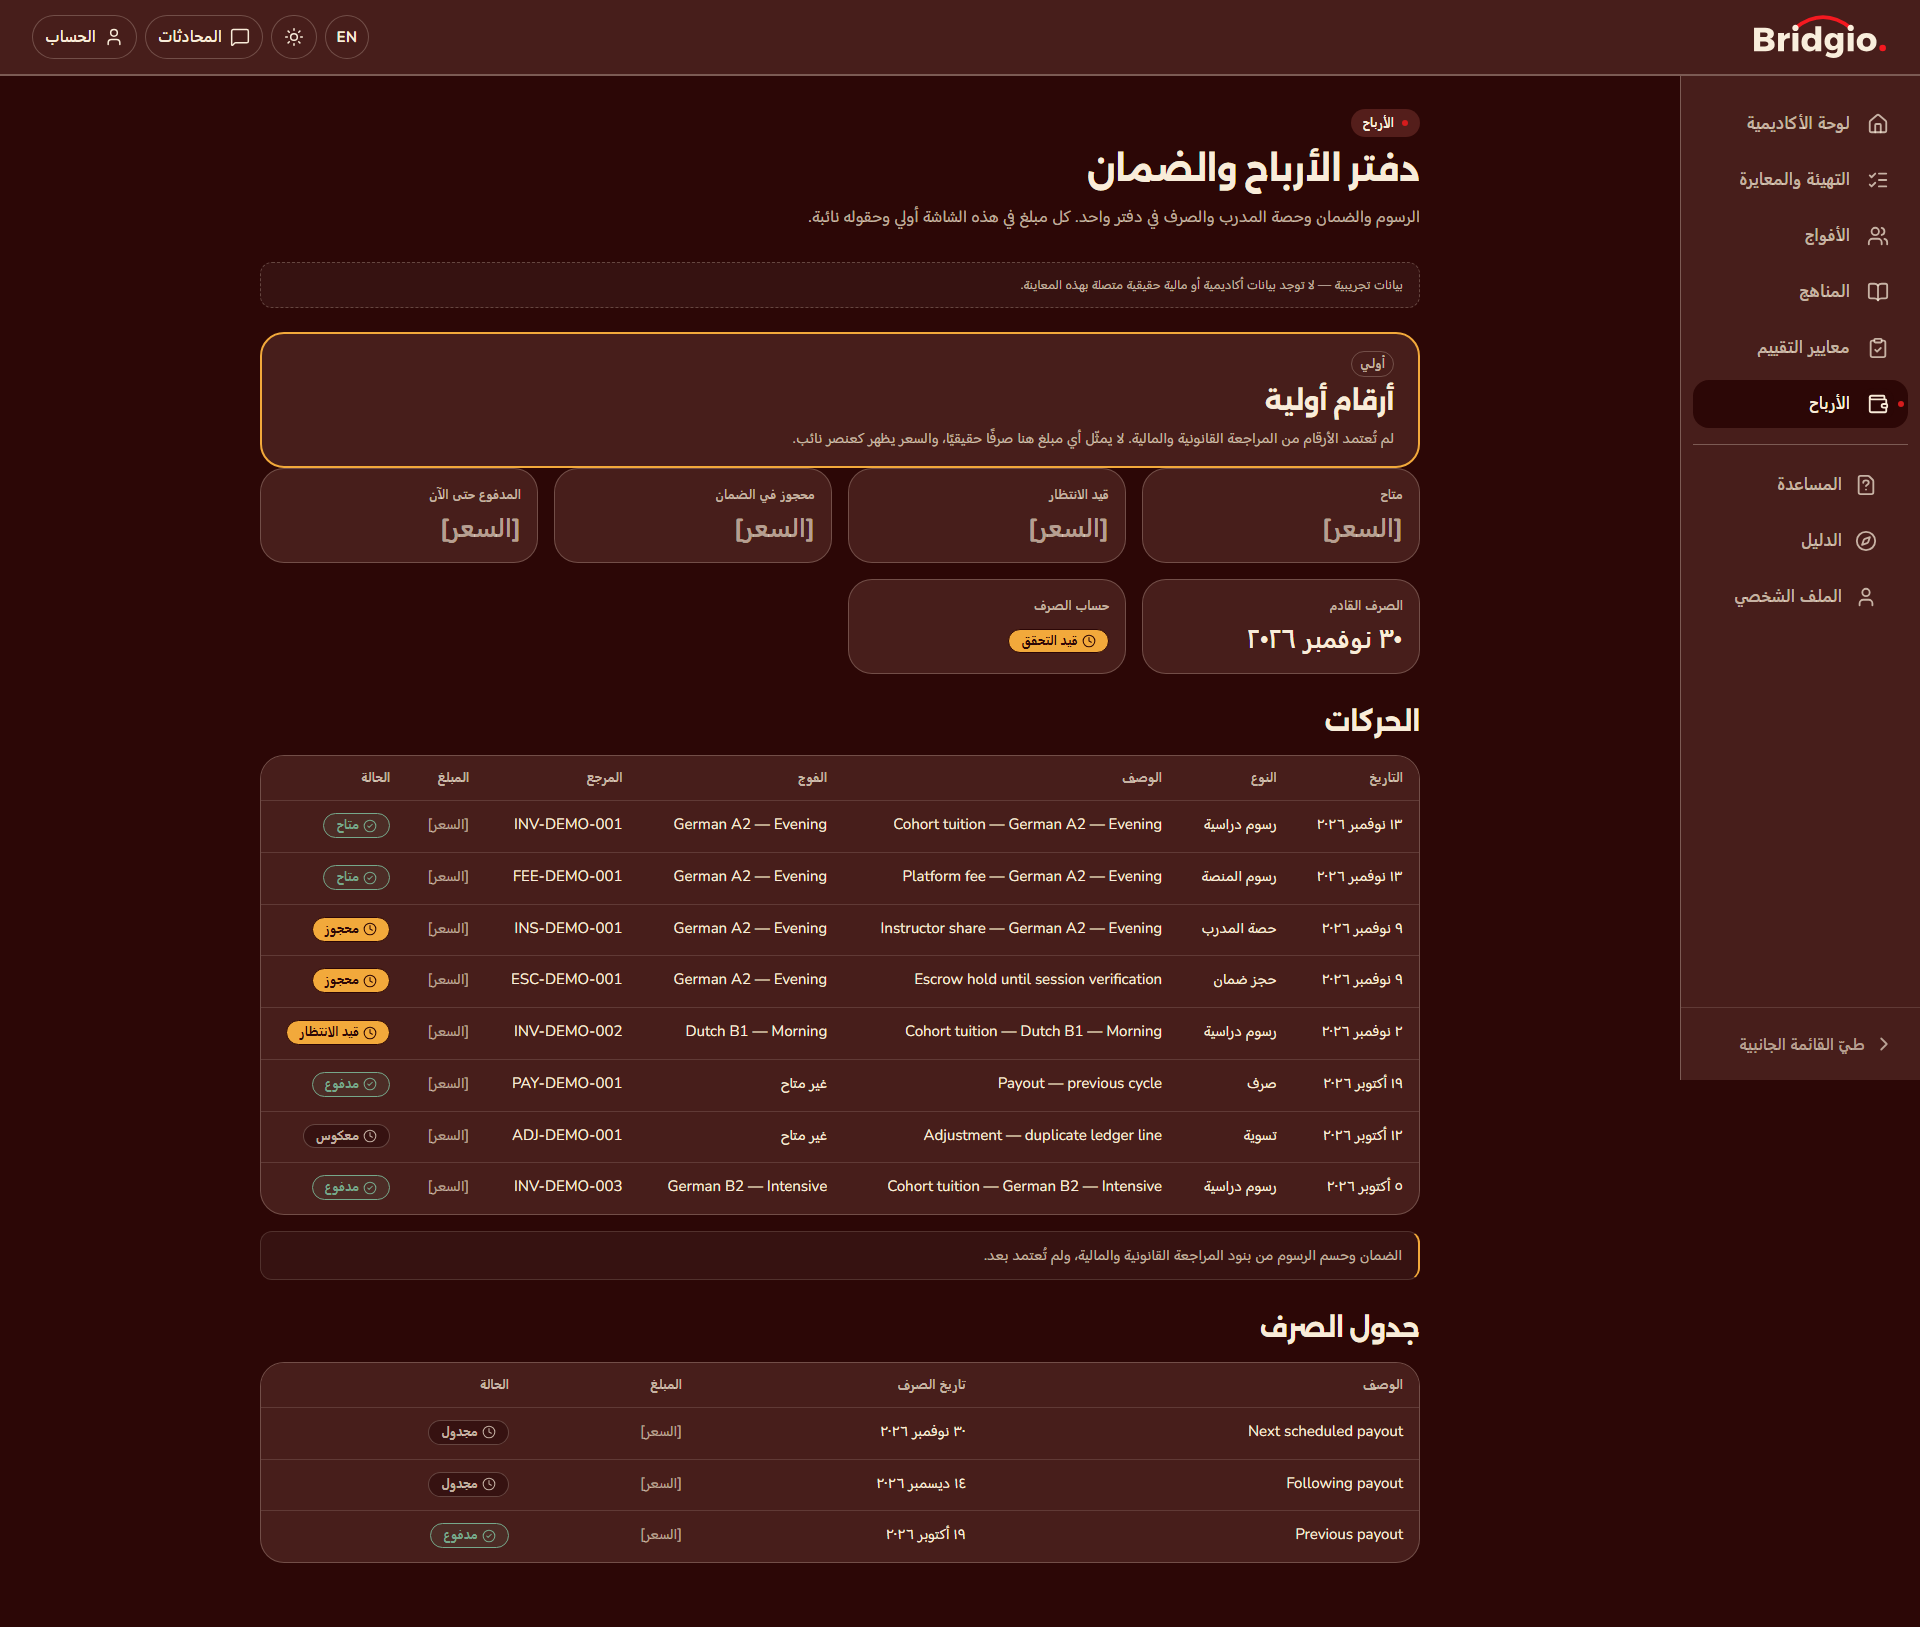 Bridgio.
EN
المحادثات
الحساب
لوحة الأكاديمية
التهيئة والمعايرة
الأفواج
المناهج
معايير التقييم
الأرباح
المساعدة
الدليل
الملف الشخصي
طيّ القائمة الجانبية
الأرباح
دفتر الأرباح والضمان
الرسوم والضمان وحصة المدرب والصرف في دفتر واحد. كل مبلغ في هذه الشاشة أولي وحقوله نائبة.
بيانات تجريبية — لا توجد بيانات أكاديمية أو مالية حقيقية متصلة بهذه المعاينة.
أولي
أرقام أولية
لم تُعتمد الأرقام من المراجعة القانونية والمالية. لا يمثّل أي مبلغ هنا صرفًا حقيقيًا، والسعر يظهر كعنصر نائب.
متاح
[السعر]
قيد الانتظار
[السعر]
محجوز في الضمان
[السعر]
المدفوع حتى الآن
[السعر]
الصرف القادم
٣٠ نوفمبر ٢٠٢٦
حساب الصرف
قيد التحقق
الحركات
التاريخ النوع الوصف الفوج المرجع المبلغ الحالة
١٣ نوفمبر ٢٠٢٦ رسوم دراسية Cohort tuition — German A2 — Evening German A2 — Evening INV-DEMO-001 [السعر] متاح
١٣ نوفمبر ٢٠٢٦ رسوم المنصة Platform fee — German A2 — Evening German A2 — Evening FEE-DEMO-001 [السعر] متاح
٩ نوفمبر ٢٠٢٦ حصة المدرب Instructor share — German A2 — Evening German A2 — Evening INS-DEMO-001 [السعر] محجوز
٩ نوفمبر ٢٠٢٦ حجز ضمان Escrow hold until session verification German A2 — Evening ESC-DEMO-001 [السعر] محجوز
٢ نوفمبر ٢٠٢٦ رسوم دراسية Cohort tuition — Dutch B1 — Morning Dutch B1 — Morning INV-DEMO-002 [السعر] قيد الانتظار
١٩ أكتوبر ٢٠٢٦ صرف Payout — previous cycle غير متاح PAY-DEMO-001 [السعر] مدفوع
١٢ أكتوبر ٢٠٢٦ تسوية Adjustment — duplicate ledger line غير متاح ADJ-DEMO-001 [السعر] معكوس
٥ أكتوبر ٢٠٢٦ رسوم دراسية Cohort tuition — German B2 — Intensive German B2 — Intensive INV-DEMO-003 [السعر] مدفوع
الضمان وحسم الرسوم من بنود المراجعة القانونية والمالية، ولم تُعتمد بعد.
جدول الصرف
الوصف تاريخ الصرف المبلغ الحالة
Next scheduled payout ٣٠ نوفمبر ٢٠٢٦ [السعر] مجدول
Following payout ١٤ ديسمبر ٢٠٢٦ [السعر] مجدول
Previous payout ١٩ أكتوبر ٢٠٢٦ [السعر] مدفوع